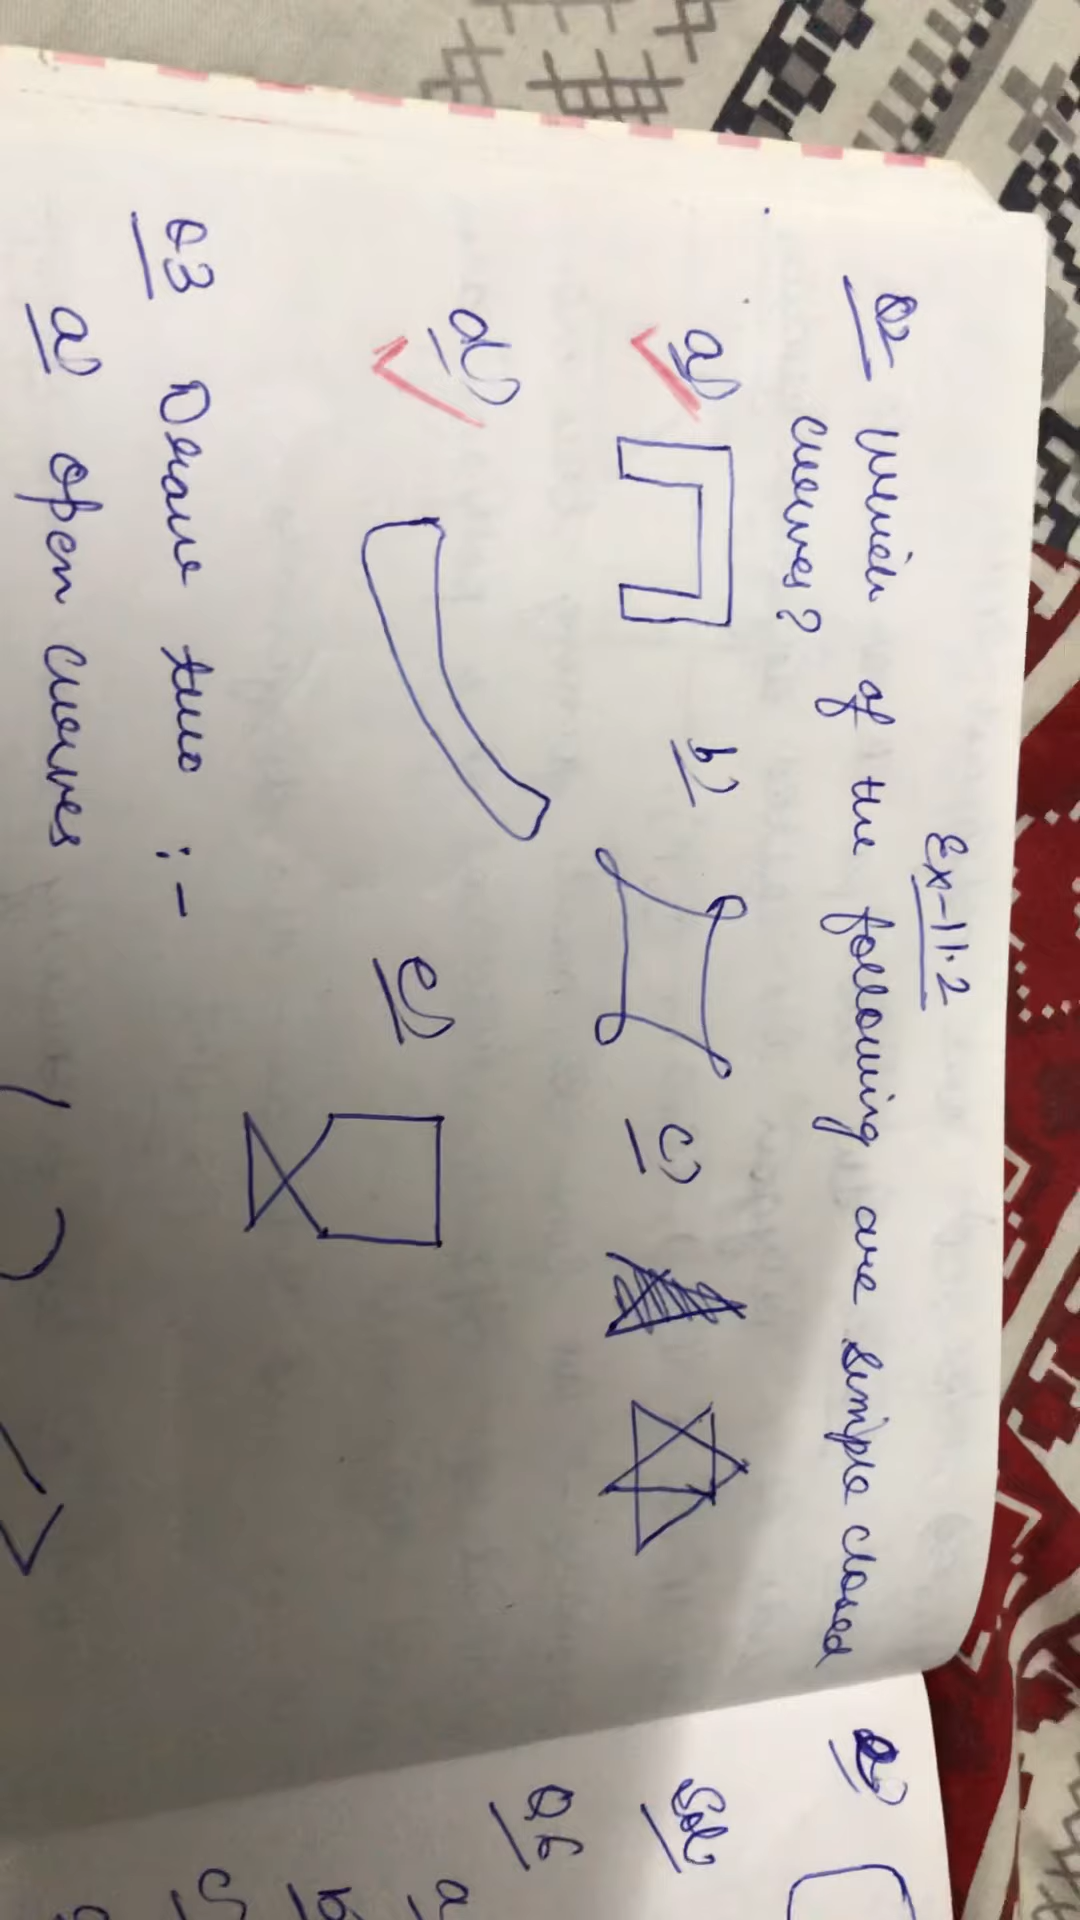 Ex-11.2
Q2 Which of the following are simple closed
curves?
a) b) c)
d) e)
Q3 Draw two :-
a) open curves
Sol
Q6
a
b
c